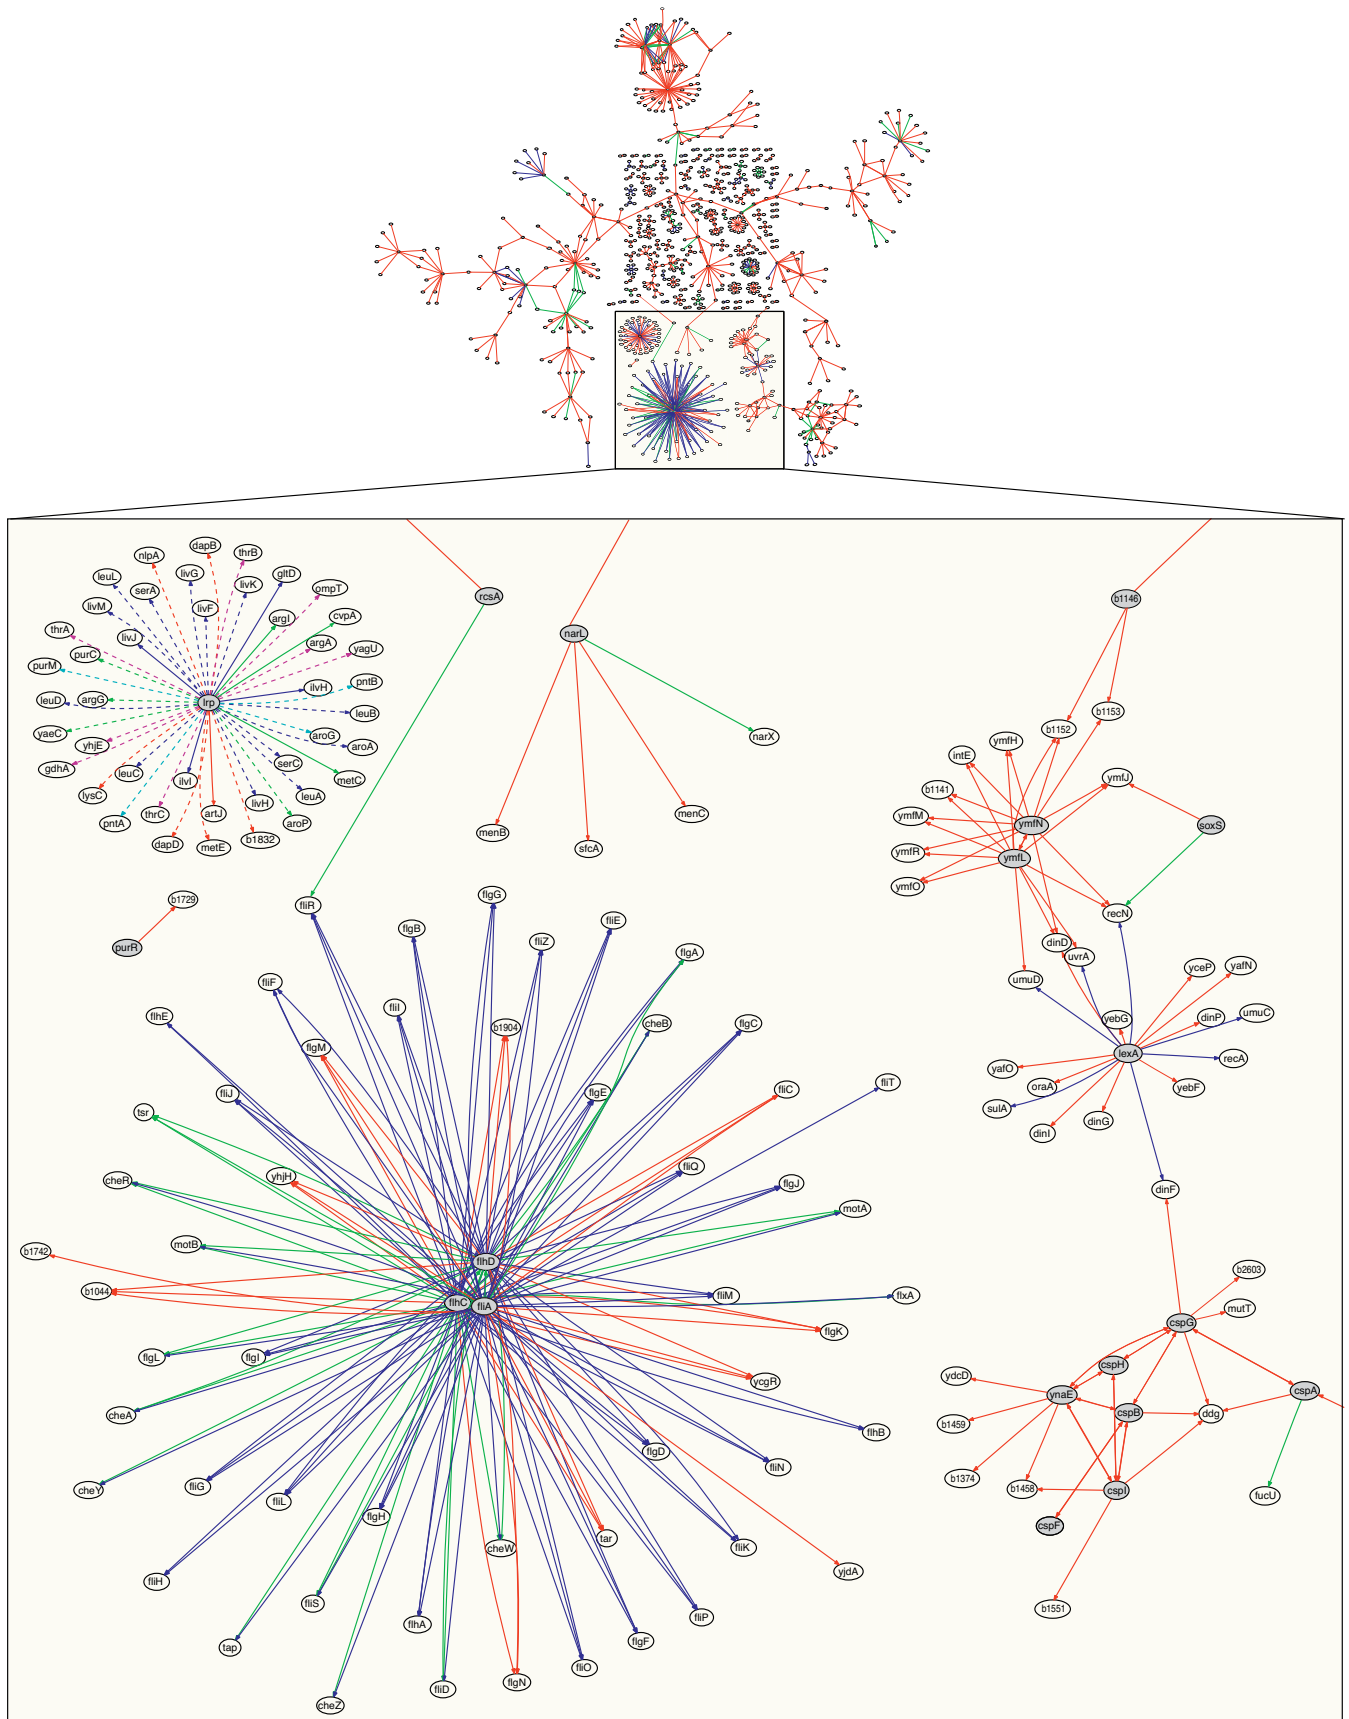 dapB
nlpA
thrB
leuL
livG
gltD
serA
livK
ompT
livM
livF
argI
cvpA
thrA
livJ
argA
yagU
purC
purM
pntB
lrp
ilvH
leuD
argG
leuB
yaeC
aroG
yhjE
aroA
serC
gdhA
leuC
metC
ilvI
lysC
livH
leuA
pntA
thrC
artJ
aroP
dapD
metE
b1832
rcsA
narL
narX
menB
menC
sfcA
b1146
b1153
b1152
ymfH
intE
ymfJ
b1141
ymfM
ymfN
soxS
ymfR
ymfL
ymfO
recN
dinD
uvrA
umuD
yceP
yafN
yebG
dinP
umuC
lexA
recA
yafO
oraA
yebF
sulA
dinG
dinI
dinF
b1729
purR
fliR
flgG
flgB
fliE
fliZ
flgA
fliF
flhE
fliI
b1904
cheB
flgC
flgM
fliJ
flgE
fliC
fliT
tsr
yhjH
fliQ
cheR
flgJ
motA
motB
b1742
flhD
b1044
flhC
fliA
fliM
flxA
flgK
flgL
flgI
ycgR
cheA
flhB
flgD
fliN
cheY
fliG
fliL
flgH
tar
cheW
fliK
yjdA
fliH
fliS
flhA
fliP
tap
flgF
fliO
flgN
fliD
cheZ
b2603
mutT
cspG
cspH
ydcD
ynaE
cspA
cspB
ddg
b1459
b1374
b1458
cspI
fucU
cspF
b1551